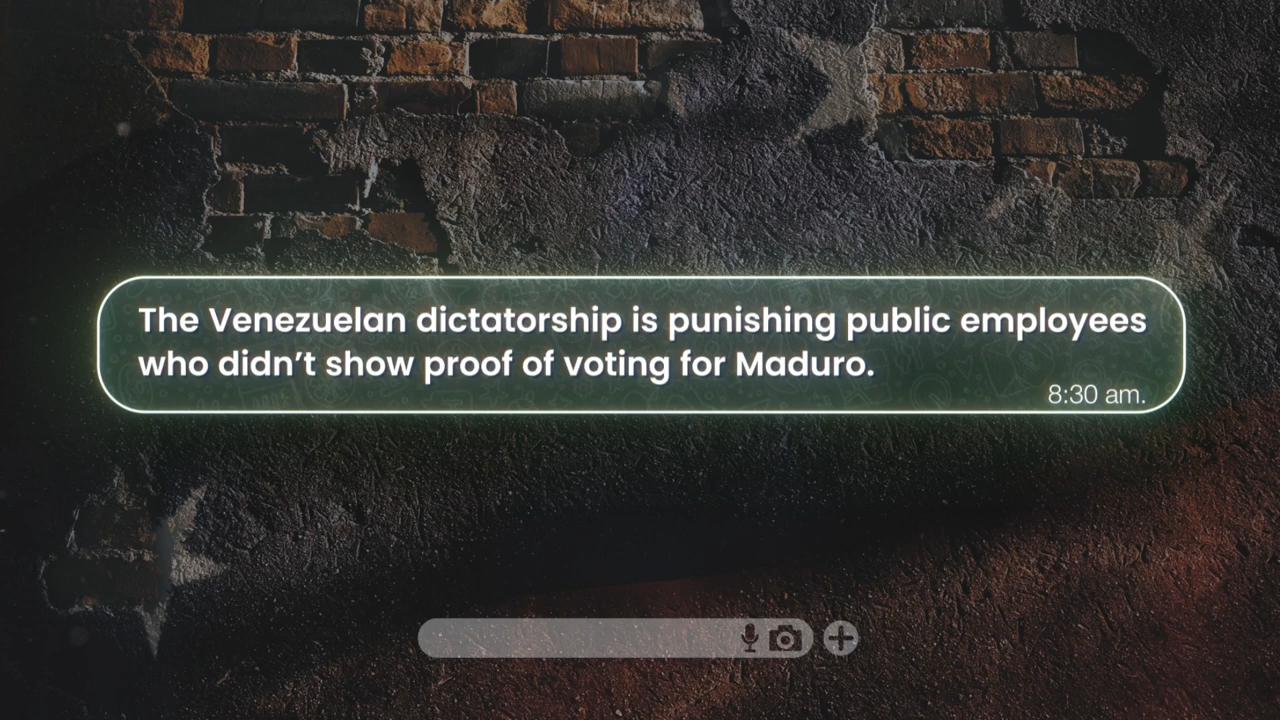 The Venezuelan dictatorship is punishing public employees
who didn’t show proof of voting for Maduro.
8:30 am.